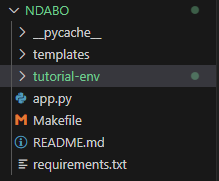 NDABO
__pycache__
templates
tutorial-env
app.py
Makefile
README.md
requirements.txt